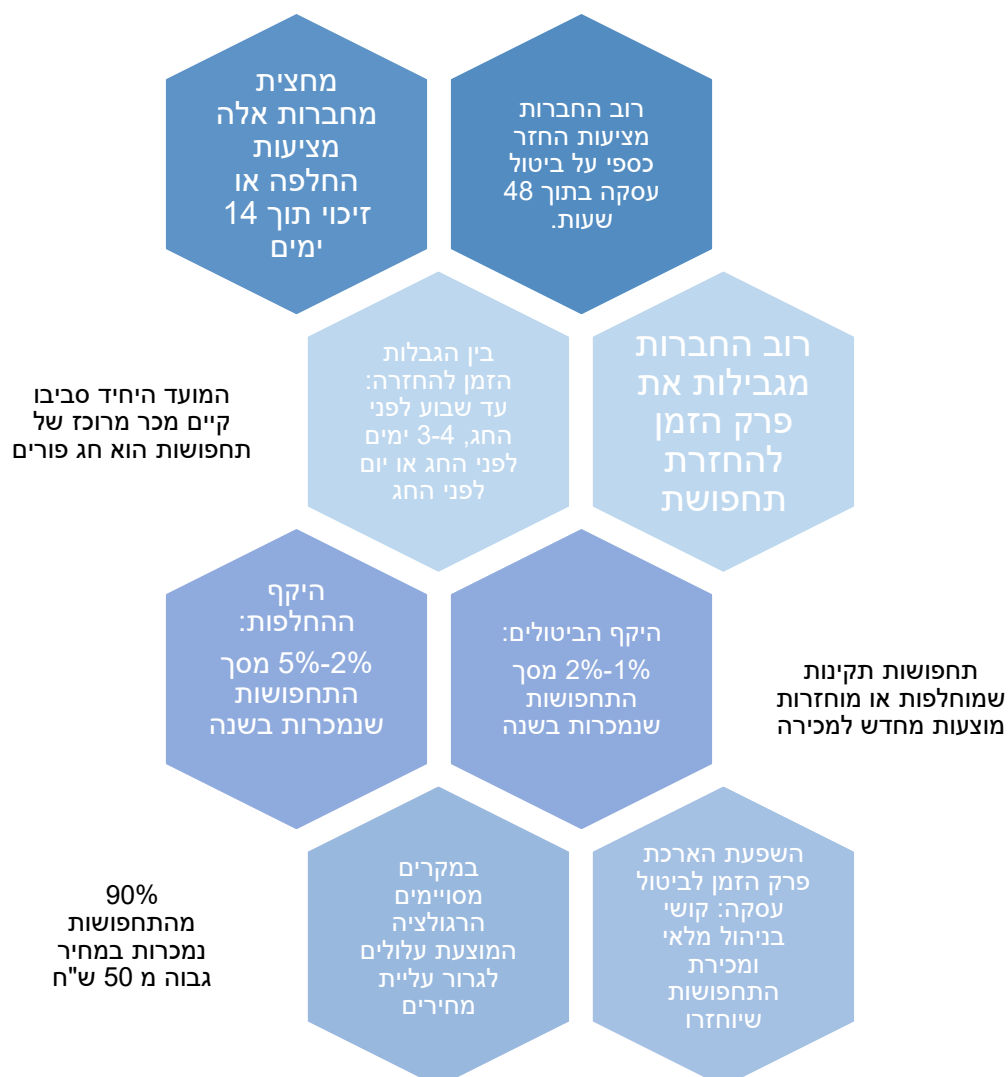 רוב החברות
מציעות החזר
כספי על ביטול
עסקה בתוך 48
שעות.
מחצית
מחברות אלה
מציעות
החלפה או
זיכוי תוך 14
ימים
רוב החברות
מגבילות את
פרק הזמן
להחזרת
תחפושת
בין הגבלות
הזמן להחזרה:
עד שבוע לפני
החג, 3-4 ימים
לפני החג או יום
לפני החג
המועד היחיד סביבו
קיים מכר מרוכז של
תחפושות הוא חג פורים
תחפושות תקינות
שמוחלפות או מוחזרות
מוצעות מחדש למכירה
היקף הביטולים:
1%-2% מסך
התחפושות
שנמכרות בשנה
היקף
ההחלפות:
2%-5% מסך
התחפושות
שנמכרות בשנה
השפעת הארכת
פרק הזמן לביטול
עסקה: קושי
בניהול מלאי
ומכירת
התחפושות
שיוחזרו
במקרים
מסויימים
הרגולציה
המוצעת עלולים
לגרור עליית
מחירים
90%
מהתחפושות
נמכרות במחיר
גבוה מ 50 ש"ח